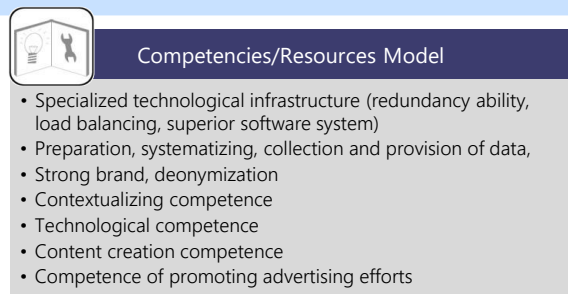 Competencies/Resources Model
• Specialized technological infrastructure (redundancy ability,
load balancing, superior software system)
• Preparation, systematizing, collection and provision of data,
• Strong brand, deonymization
• Contextualizing competence
• Technological competence
• Content creation competence
• Competence of promoting advertising efforts